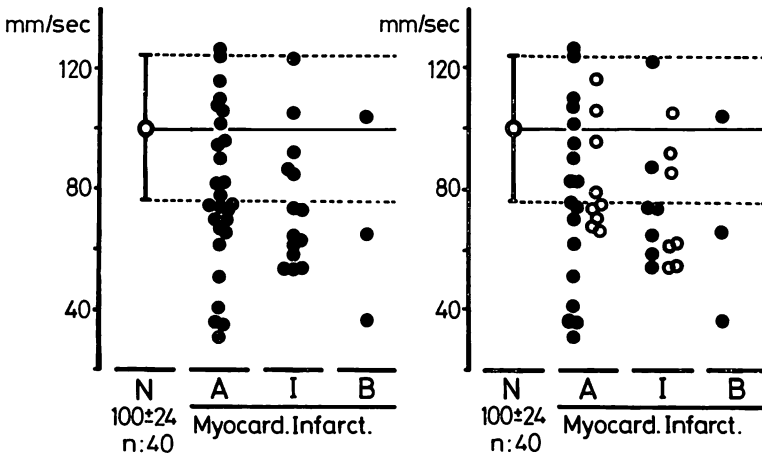 mm/sec
120
80
40
N A I B
100±24
n:40
Myocard.Infarct.
mm/sec
120
80
40
N A I B
100±24
n:40
Myocard.Infarct.